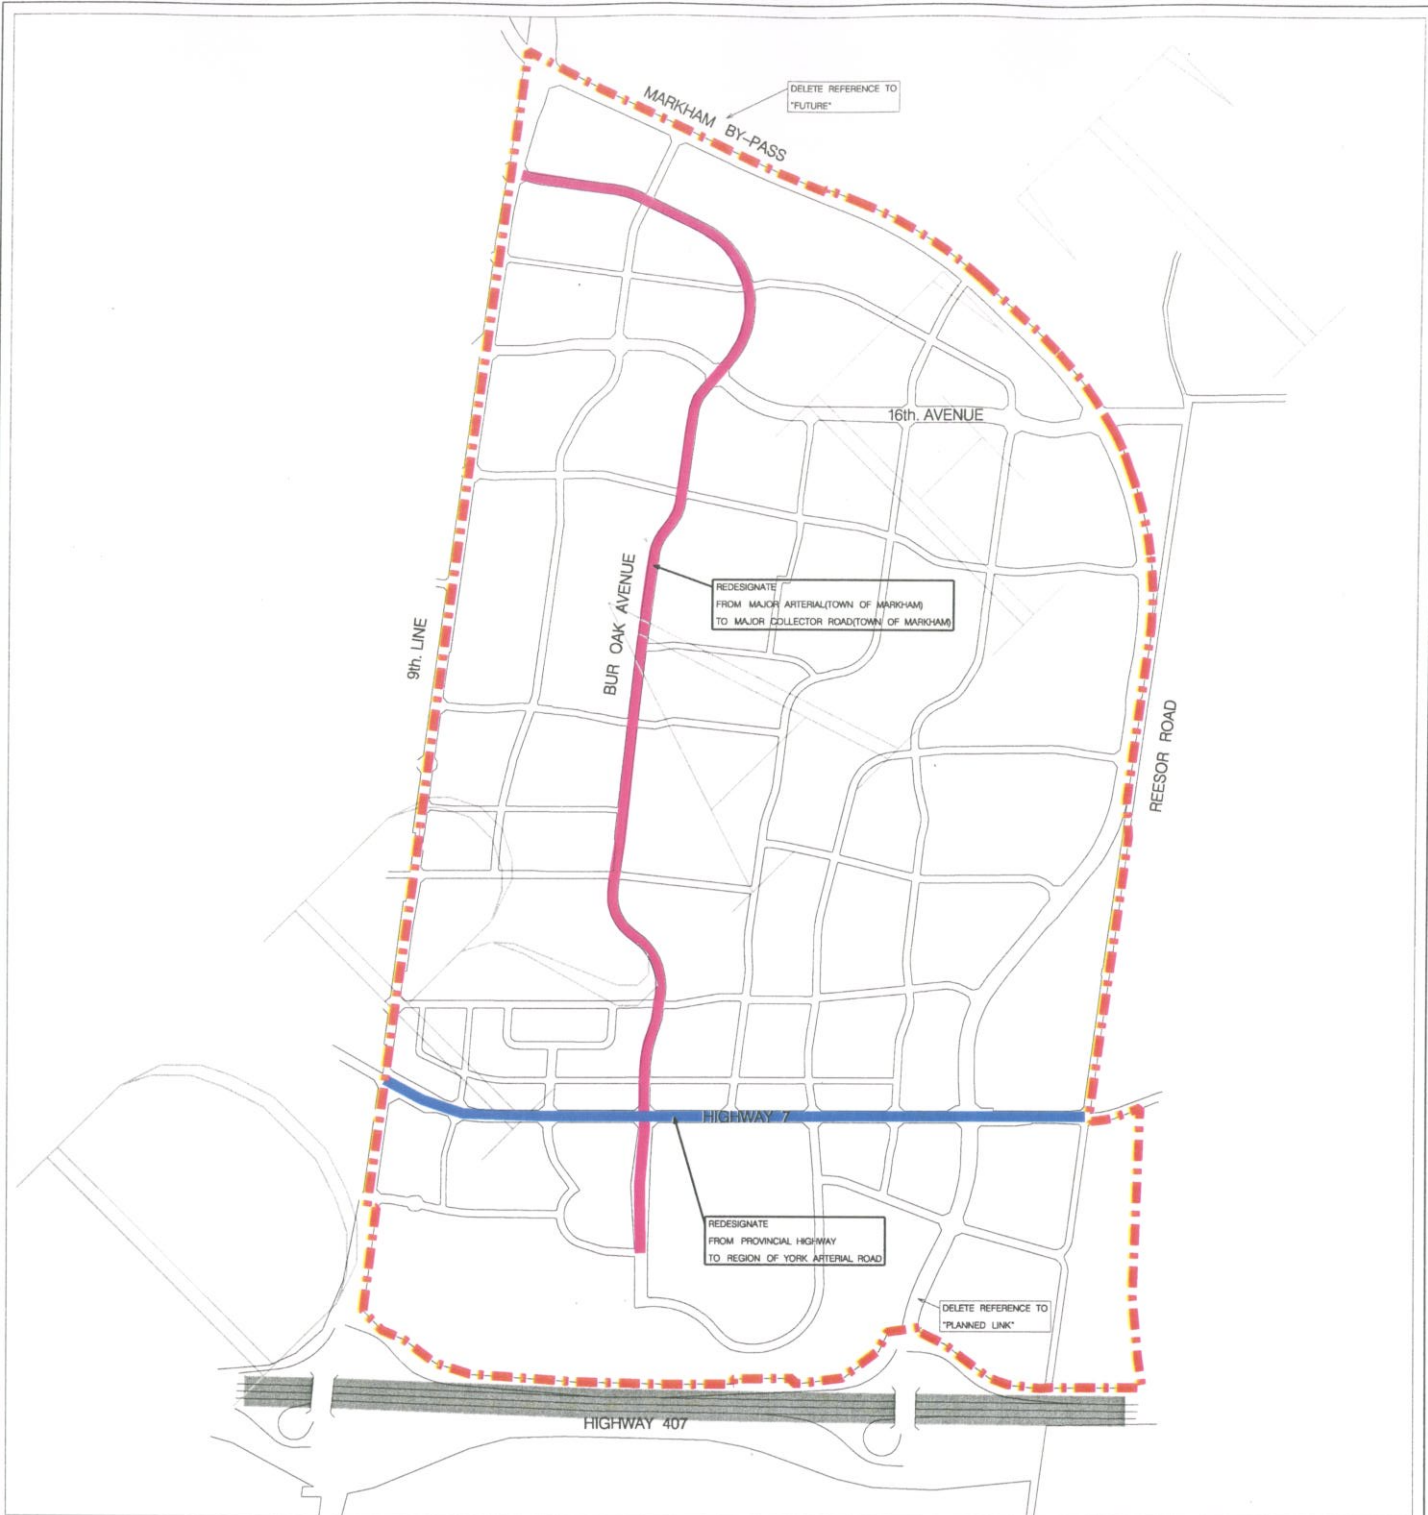 DELETE REFERENCE TO
"FUTURE"
MARKHAM BY-PASS
16th. AVENUE
BUR OAK AVENUE
REDESIGNATE
FROM MAJOR ARTERIAL(TOWN OF MARKHAM)
TO MAJOR COLLECTOR ROAD(TOWN OF MARKHAM)
9th. LINE
REESOR ROAD
HIGHWAY 7
REDESIGNATE
FROM PROVINCIAL HIGHWAY
TO REGION OF YORK ARTERIAL ROAD
DELETE REFERENCE TO
"PLANNED LINK"
HIGHWAY 407